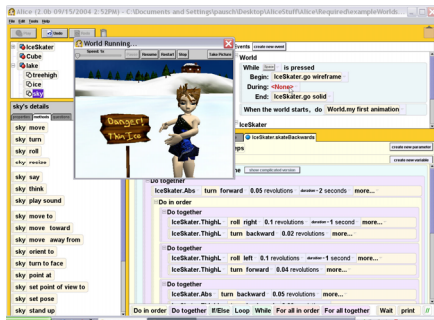 Alice (2.0b 09/15/2004 2:52PM) - C:\Documents and Settings\pausch\Desktop\AliceStuff\Alice\Required\exampleWorlds
File Edit Tools Help
Play Undo
World Running...
Speed: 1x
Pause Resume Restart Stop Take Picture
Danger!
Thin Ice
IceSkater
Cube
lake
treehigh
ice
sky
Events create new event
World
While is pressed
Begin: IceSkater.go wireframe
During: <None>
End: IceSkater.go solid
When the world starts, do World.my first animation
IceSkater
sky's details
properties methods questions
sky move
sky turn
sky roll
sky resize
sky say
sky think
sky play sound
sky move to
sky move toward
sky move away from
sky orient to
sky turn to face
sky point at
sky set point of view to
sky set pose
sky stand up
IceSkater.skateBackwards
create new parameter
create new variable
Do together
IceSkater.Abs turn forward 0.05 revolutions duration = 2 seconds more...
Do in order
Do together
IceSkater.ThighL roll right 0.1 revolutions duration = 1 second more...
IceSkater.ThighL turn backward 0.02 revolutions more...
Do together
IceSkater.ThighL roll left 0.1 revolutions duration = 1 second more...
IceSkater.ThighL turn forward 0.04 revolutions more...
IceSkater.Abs turn backward 0.05 revolutions more...
Do in order Do together If/Else Loop While For all in order For all together Wait print //